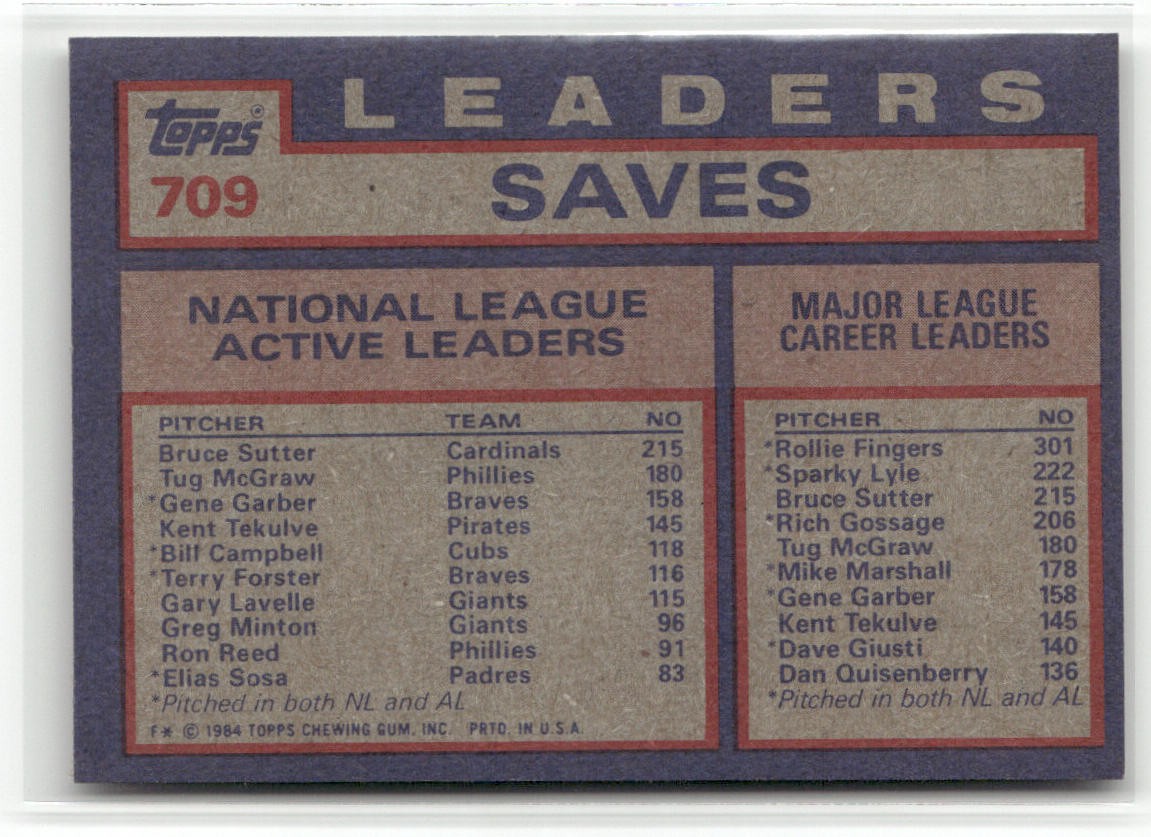 LEADERS
Topps®
709
SAVES
NATIONAL LEAGUE
ACTIVE LEADERS
PITCHER TEAM NO
Bruce Sutter Cardinals 215
Tug McGraw Phillies 180
*Gene Garber Braves 158
Kent Tekulve Pirates 145
*Bill Campbell Cubs 118
*Terry Forster Braves 116
Gary Lavelle Giants 115
Greg Minton Giants 96
Ron Reed Phillies 91
*Elias Sosa Padres 83
*Pitched in both NL and AL
F* © 1984 TOPPS CHEWING GUM, INC. PRTD. IN U.S.A.
MAJOR LEAGUE
CAREER LEADERS
PITCHER NO
*Rollie Fingers 301
*Sparky Lyle 222
Bruce Sutter 215
*Rich Gossage 206
Tug McGraw 180
*Mike Marshall 178
*Gene Garber 158
Kent Tekulve 145
*Dave Giusti 140
Dan Quisenberry 136
*Pitched in both NL and AL